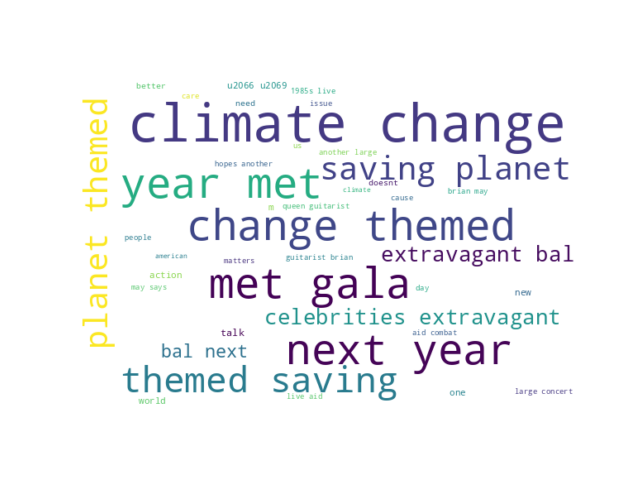 better
u2066 u2069
1985s live
care
need
issue
climate change
us
another large
hopes another
saving planet
year met
doesnt
climate
brian may
cause
queen guitarist
planet themed
change themed
people
american
matters
guitarist brian
extravagant bal
action
met gala
may says
day
new
celebrities extravagant
talk
aid combat
bal next
next year
themed saving
live aid
one
large concert
world